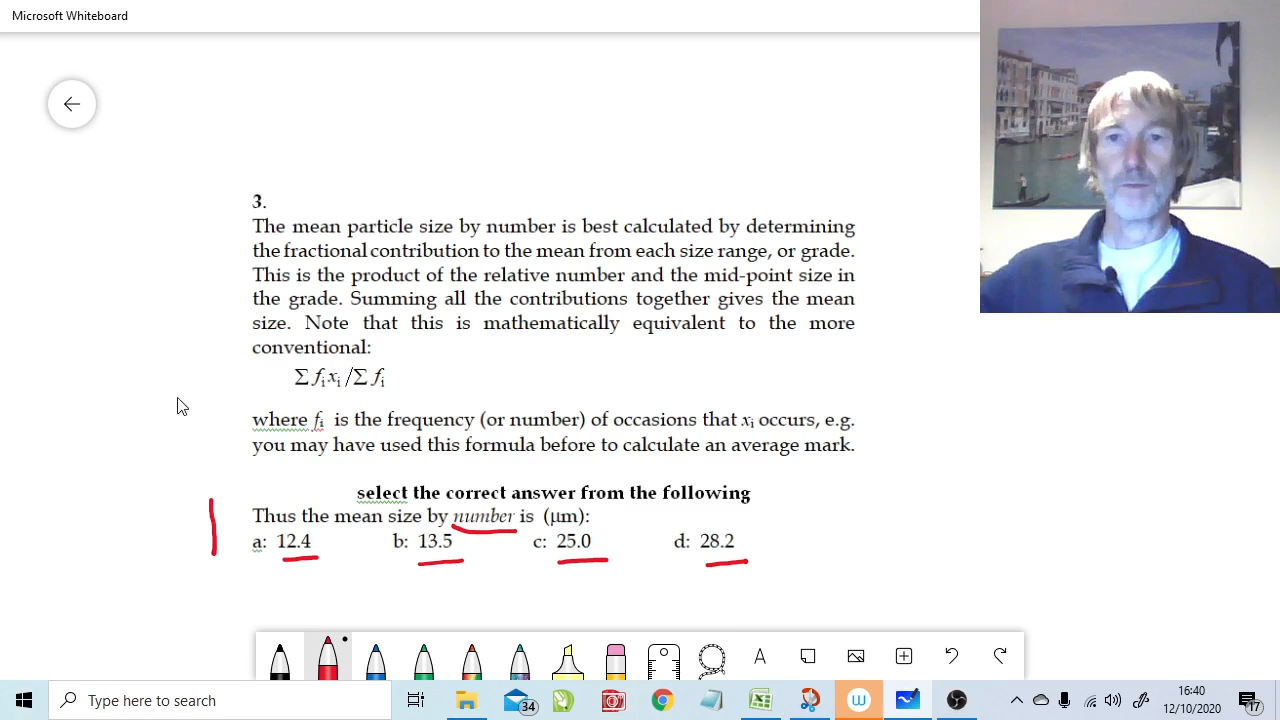 Microsoft Whiteboard
3.
The mean particle size by number is best calculated by determining
the fractional contribution to the mean from each size range, or grade.
This is the product of the relative number and the mid-point size in
the grade. Summing all the contributions together gives the mean
size. Note that this is mathematically equivalent to the more
conventional:
Σ fᵢxᵢ /Σ fᵢ
where fᵢ is the frequency (or number) of occasions that xᵢ occurs, e.g.
you may have used this formula before to calculate an average mark.
select the correct answer from the following
Thus the mean size by number is (μm):
a: 12.4 b: 13.5 c: 25.0 d: 28.2
A
Type here to search
34
W
16:40
12/10/2020
17